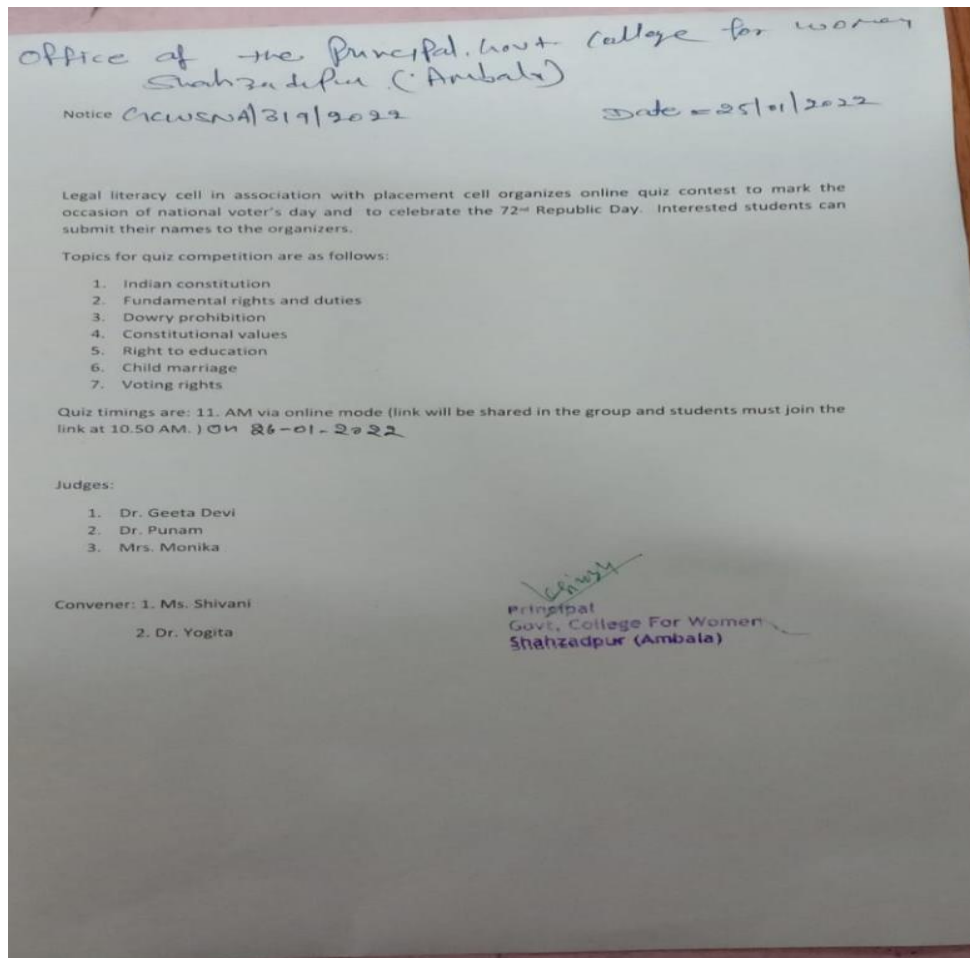 Office of the Principal. Govt. College for women
Shahzadpur (Ambala)
Notice GCWSNA/319/2022 Date = 25/01/2022
Legal literacy cell in association with placement cell organizes online quiz contest to mark the
occasion of national voter's day and to celebrate the 72nd Republic Day. Interested students can
submit their names to the organizers.
Topics for quiz competition are as follows:
1. Indian constitution
2. Fundamental rights and duties
3. Dowry prohibition
4. Constitutional values
5. Right to education
6. Child marriage
7. Voting rights
Quiz timings are: 11. AM via online mode (link will be shared in the group and students must join the
link at 10.50 AM. ) On 26-01-2022
Judges:
1. Dr. Geeta Devi
2. Dr. Punam
3. Mrs. Monika
Convener: 1. Ms. Shivani
2. Dr. Yogita
Principal
Govt, College For Women
Shahzadpur (Ambala)